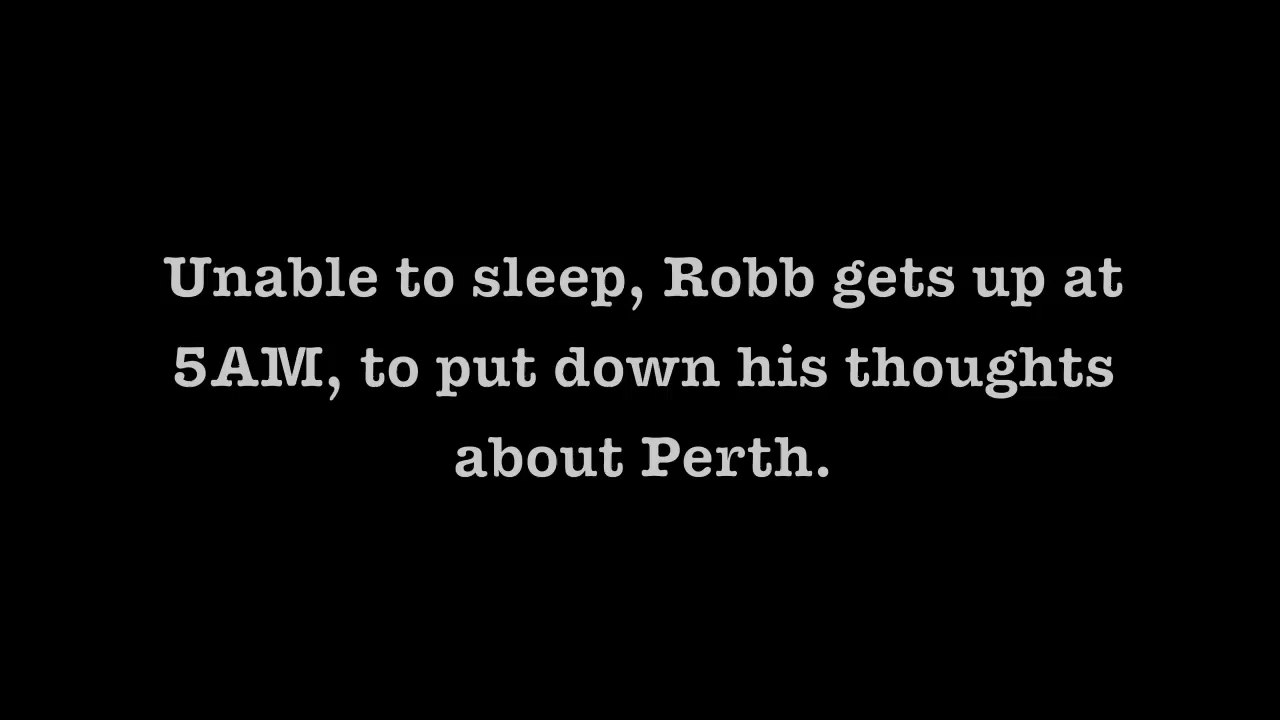 Unable to sleep, Robb gets up at
5AM, to put down his thoughts
about Perth.